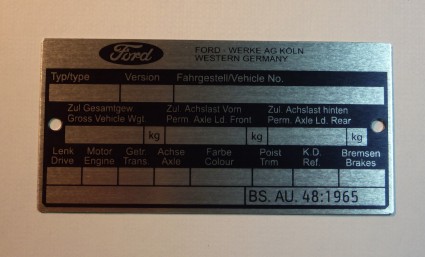 Ford FORD - WERKE AG KÖLN
WESTERN GERMANY
Typ/type Version Fahrgestell/Vehicle No.
Zul Gesamtgew. Zul. Achslast Vorn Zul. Achslast hinten
Gross Vehicle Wgt. Perm. Axle Ld. Front Perm. Axle Ld. Rear
kg kg kg
Lenk Motor Getr Achse Farbe Polst K.D. Bremsen
Drive Engine Trans Axle Colour Trim Ref. Brakes
BS. AU. 48:1965